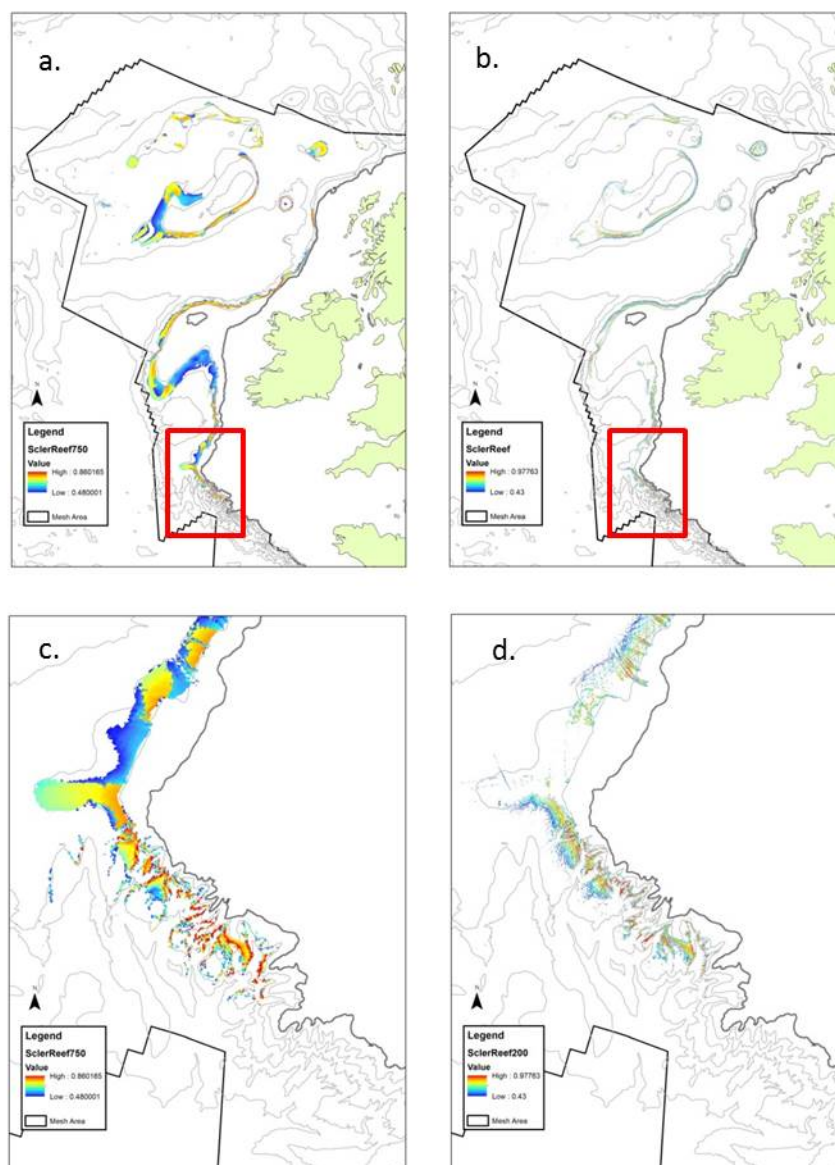 a.
N
Legend
SclerReef750
Value
High : 0.860165
Low : 0.480001
Mesh Area
b.
N
Legend
SclerReef
Value
High : 0.97763
Low : 0.43
Mesh Area
c.
N
Legend
SclerReef750
Value
High : 0.860165
Low : 0.480001
Mesh Area
d.
N
Legend
SclerReef200
Value
High : 0.97763
Low : 0.43
Mesh Area